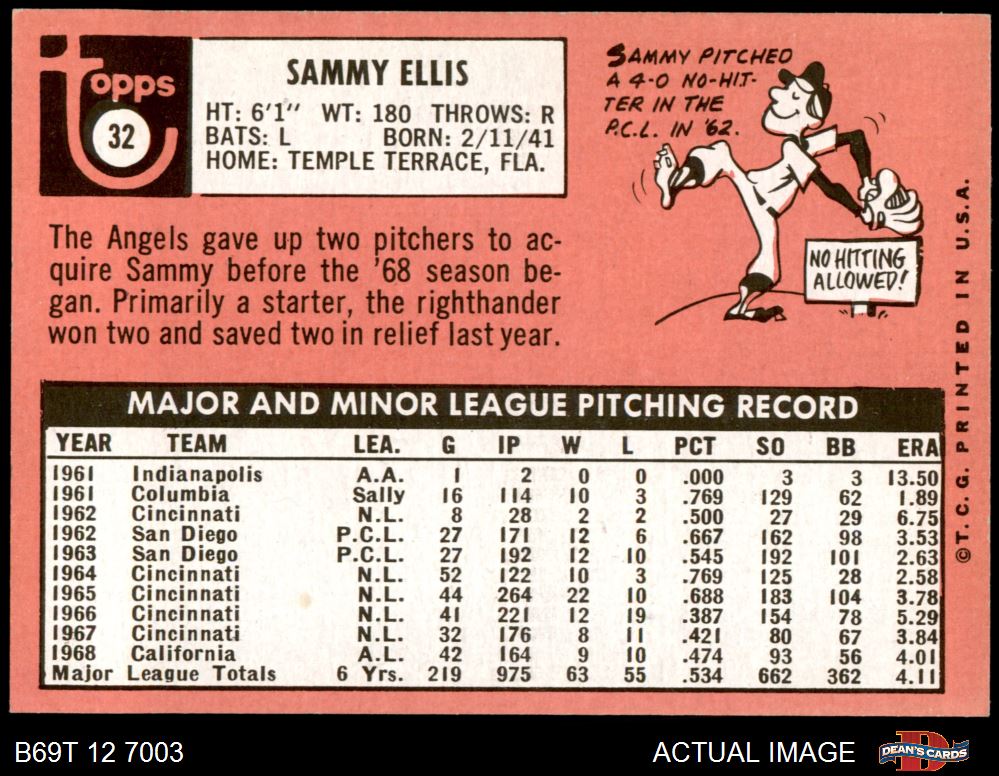 Topps
32
SAMMY ELLIS
HT: 6'1" WT: 180 THROWS: R
BATS: L BORN: 2/11/41
HOME: TEMPLE TERRACE, FLA.
SAMMY PITCHED
A 4-0 NO-HIT-
TER IN THE
P.C.L. IN '62.
NO HITTING
ALLOWED!
The Angels gave up two pitchers to ac-
quire Sammy before the '68 season be-
gan. Primarily a starter, the righthander
won two and saved two in relief last year.
MAJOR AND MINOR LEAGUE PITCHING RECORD
YEAR TEAM LEA. G IP W L PCT SO BB ERA
1961 Indianapolis A.A. 1 2 0 0 .000 3 3 13.50
1961 Columbia Sally 16 114 10 3 .769 129 62 1.89
1962 Cincinnati N.L. 8 28 2 2 .500 27 29 6.75
1962 San Diego P.C.L. 27 171 12 6 .667 162 98 3.53
1963 San Diego P.C.L. 27 192 12 10 .545 192 101 2.63
1964 Cincinnati N.L. 52 122 10 3 .769 125 28 2.58
1965 Cincinnati N.L. 44 264 22 10 .688 183 104 3.78
1966 Cincinnati N.L. 41 221 12 19 .387 154 78 5.29
1967 Cincinnati N.L. 32 176 8 11 .421 80 67 3.84
1968 California A.L. 42 164 9 10 .474 93 56 4.01
Major League Totals 6 Yrs. 219 975 63 55 .534 662 362 4.11
©T.C.G. PRINTED IN U.S.A.
B69T 12 7003
ACTUAL IMAGE
DEAN'S CARDS